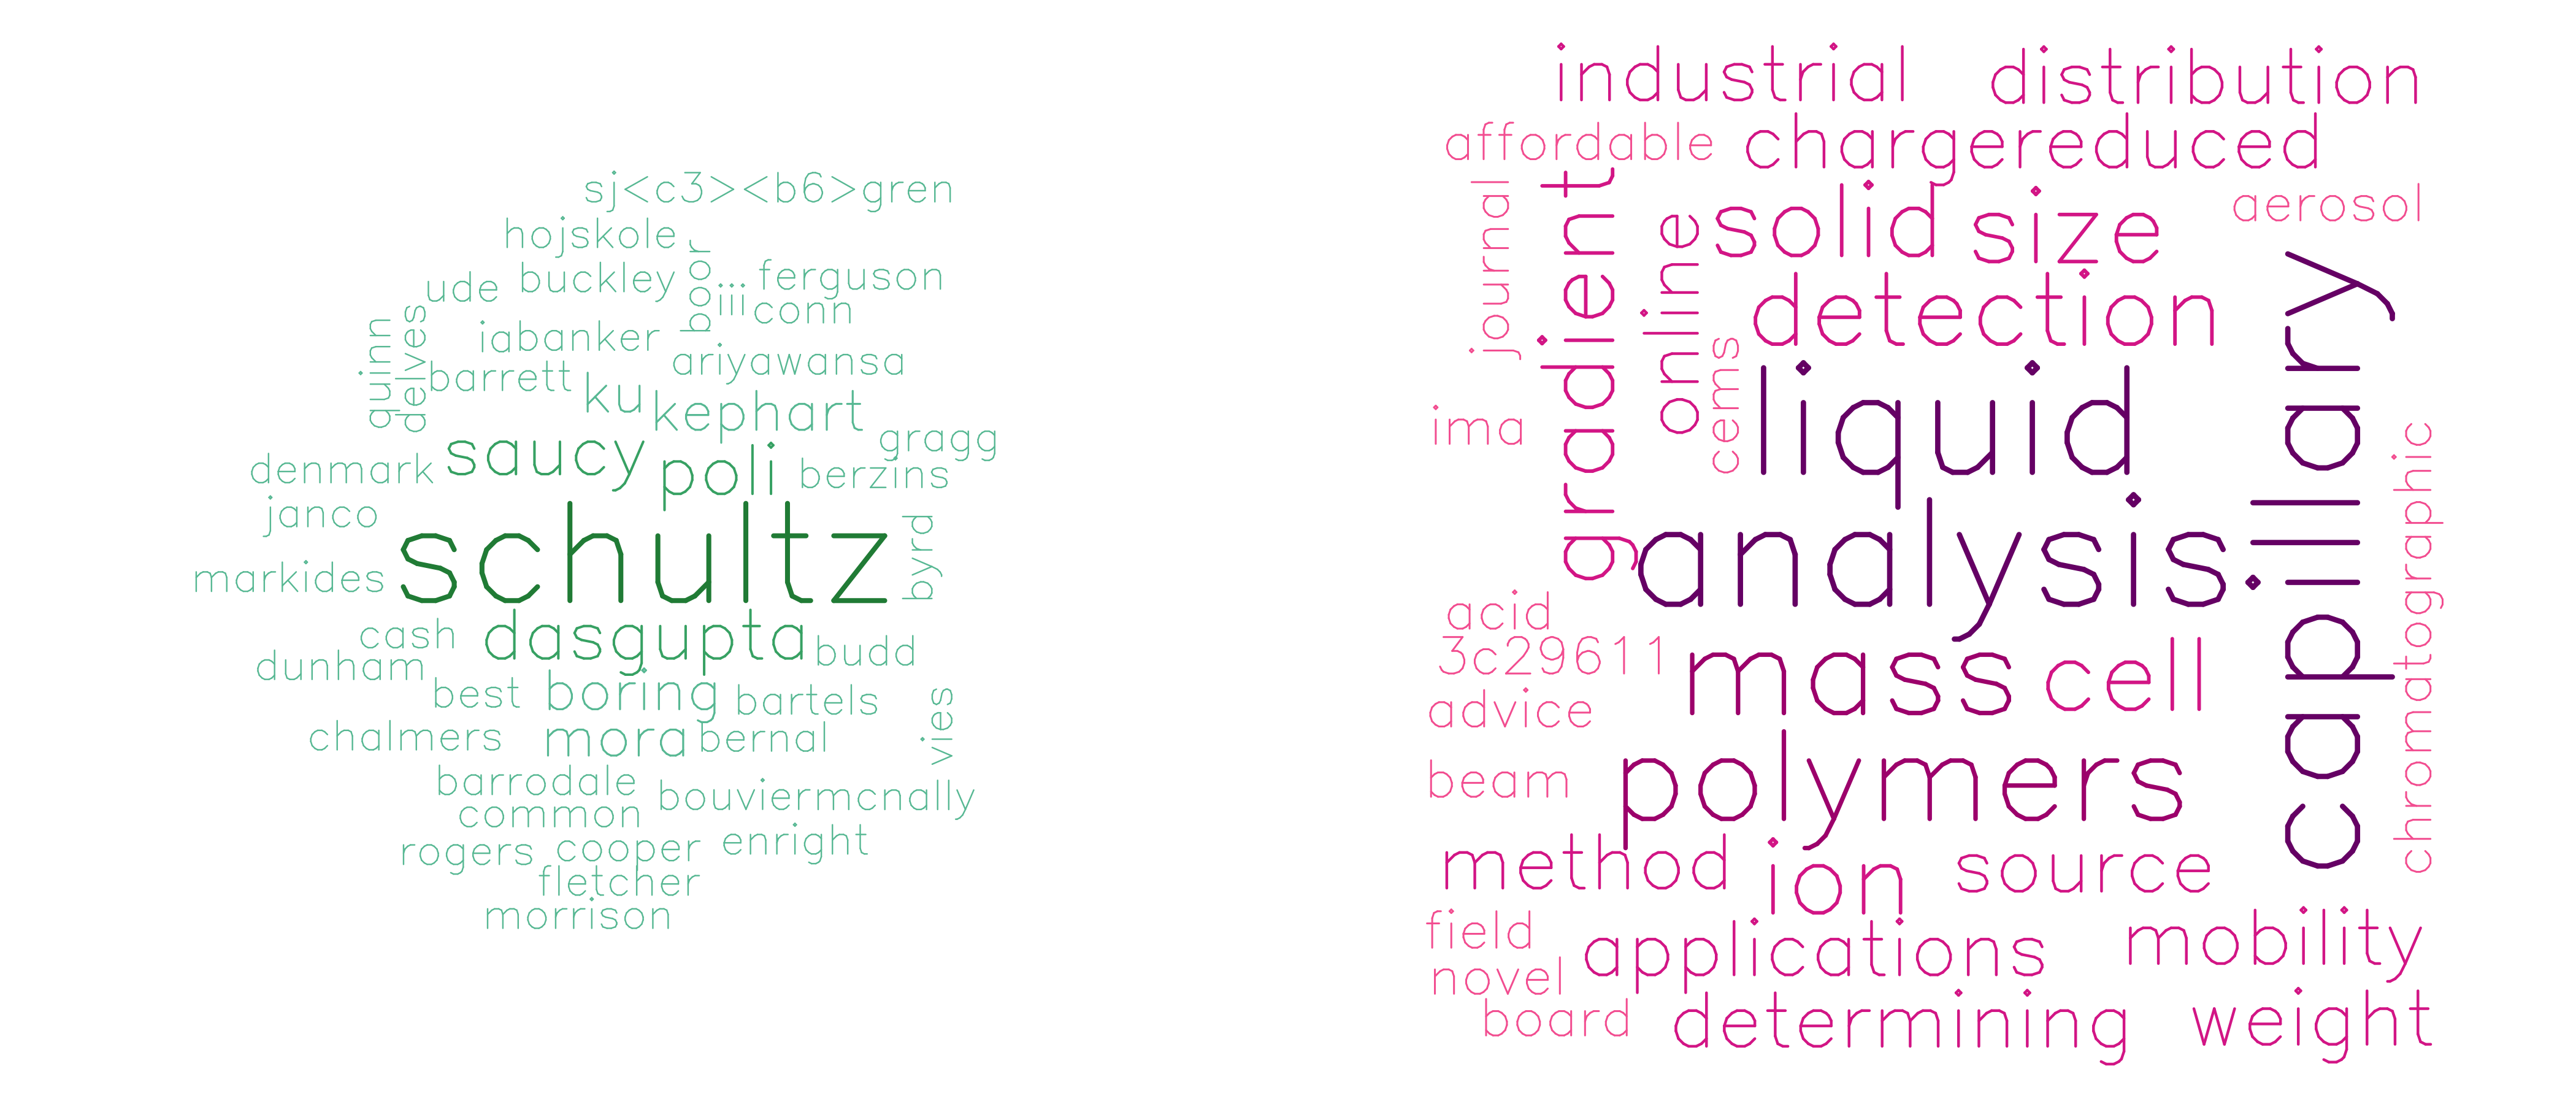 sj<c3><b6>gren
hojskole
boor
buckley
ferguson
ude
iii
conn
quinn
delves
iabanker
ariyawansa
barrett
ku
kephart
gragg
saucy
poli
denmark
berzins
janco
schultz
byrd
markides
cash
dasgupta
budd
dunham
best
boring
bartels
vies
chalmers
mora
bernal
barrodale
bouviermcnally
common
rogers
cooper
enright
fletcher
morrison
industrial
distribution
affordable
chargereduced
journal
gradient
online
solid
size
aerosol
detection
cems
ima
liquid
capillary
chromatographic
analysis
acid
3c29611
mass
cell
advice
beam
polymers
method
ion
source
field
applications
mobility
novel
board
determining
weight